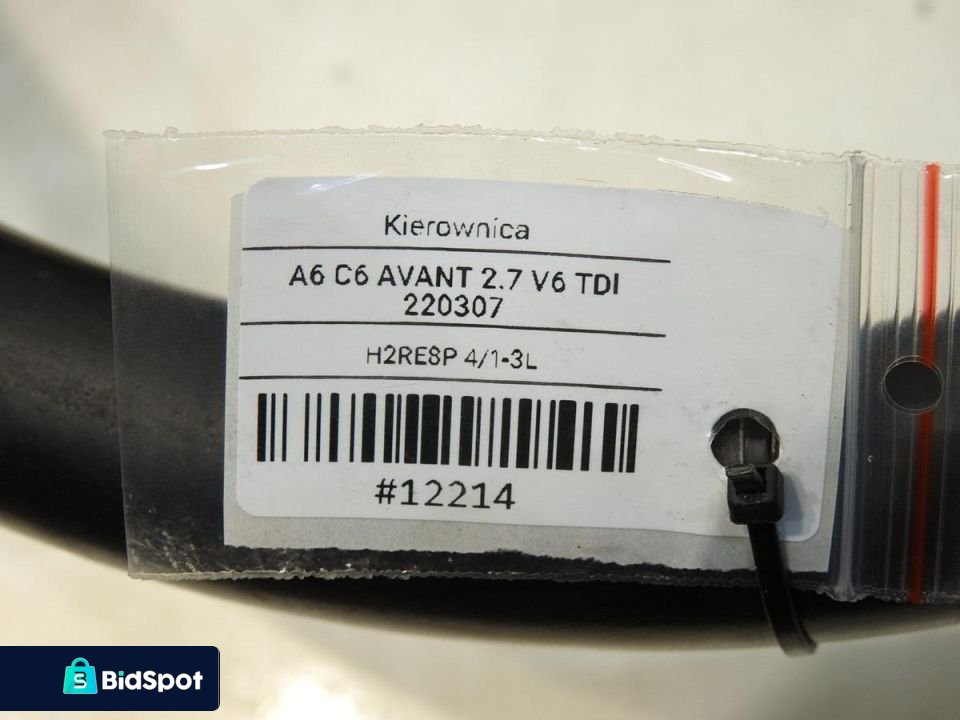 Kierownica
A6 C6 AVANT 2.7 V6 TDI
220307
H2RE8P 4/1-3L
#12214
BidSpot